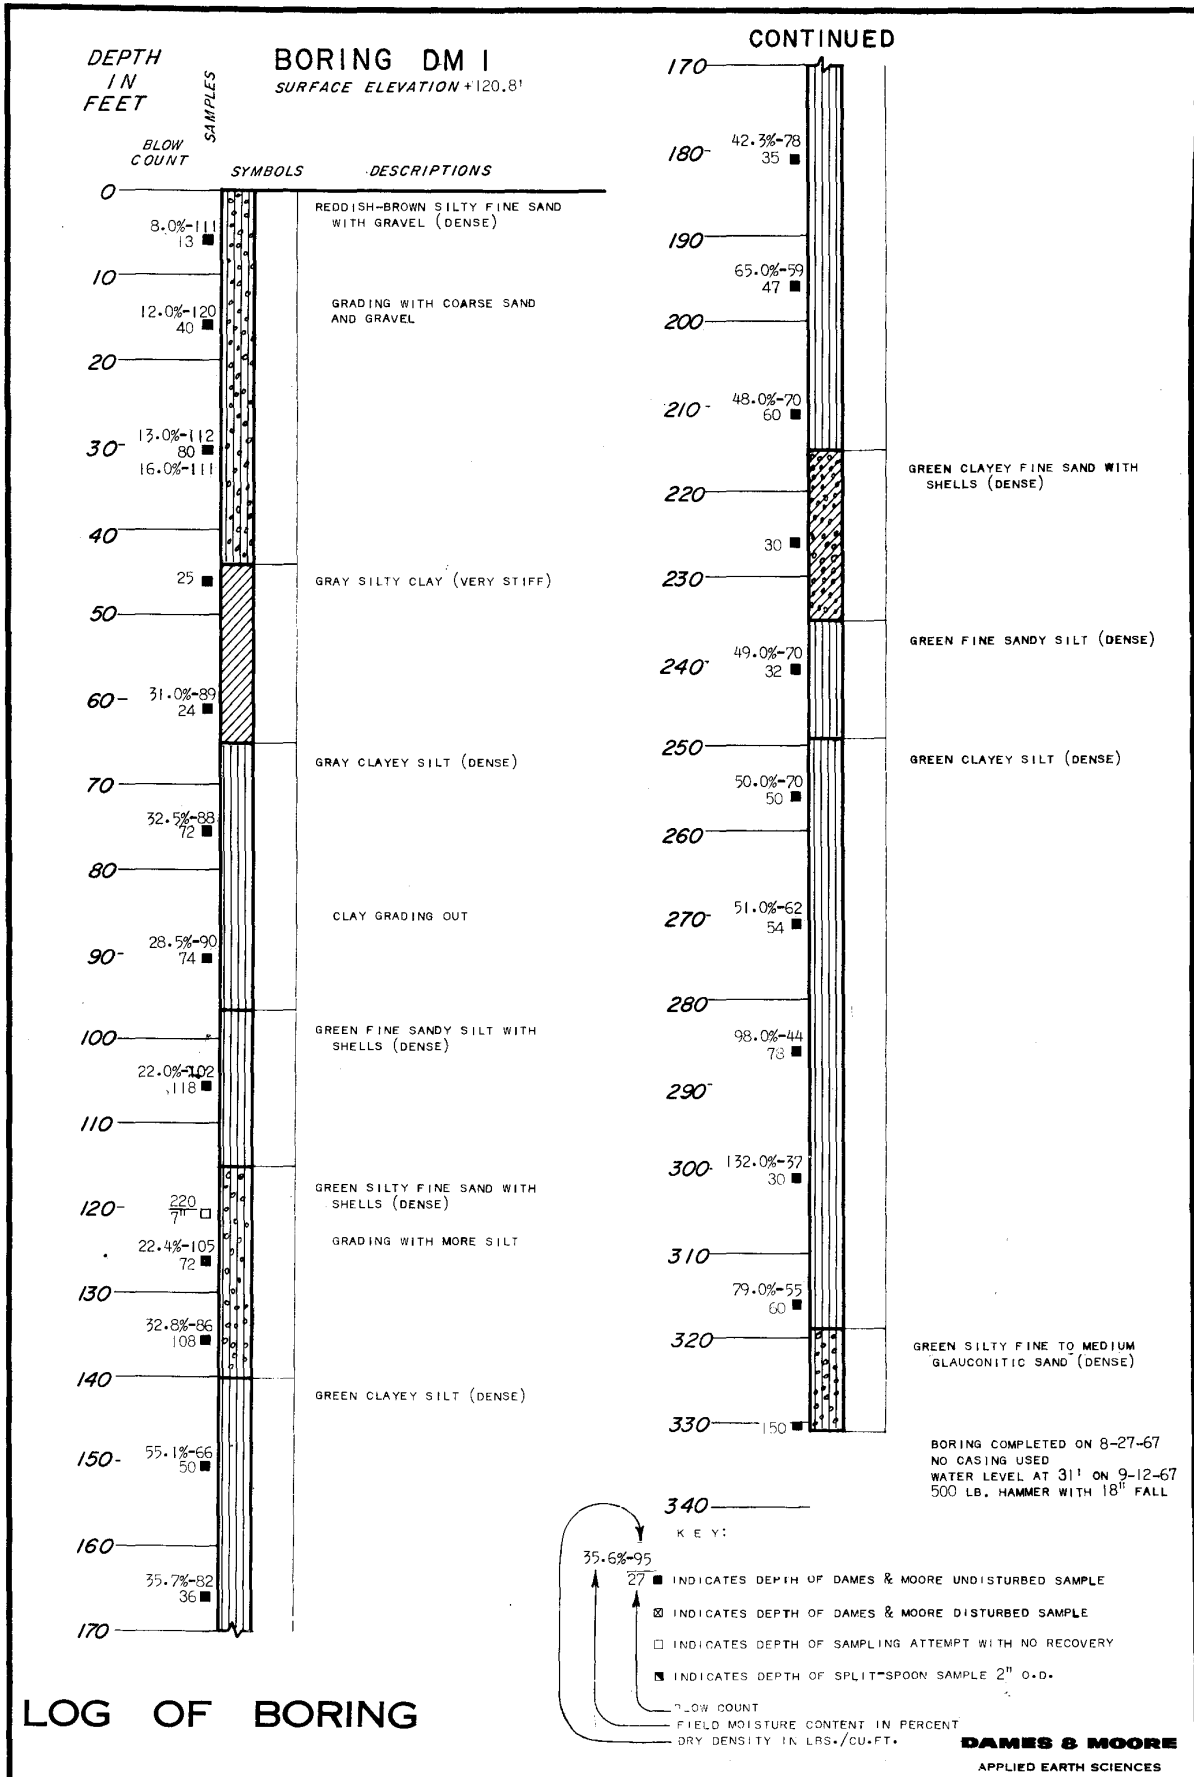 BORING DM 1
SURFACE ELEVATION +120.8'
DEPTH
IN
FEET
SAMPLES
BLOW
COUNT
SYMBOLS
DESCRIPTIONS
0
REDDISH-BROWN SILTY FINE SAND
WITH GRAVEL (DENSE)
8.0%-111
13
10
GRADING WITH COARSE SAND
AND GRAVEL
12.0%-120
40
20
13.0%-112
30
80
16.0%-111
40
25
GRAY SILTY CLAY (VERY STIFF)
50
31.0%-89
60
24
GRAY CLAYEY SILT (DENSE)
70
32.5%-88
72
80
CLAY GRADING OUT
28.5%-90
90
74
100
GREEN FINE SANDY SILT WITH
SHELLS (DENSE)
22.0%-102
118
110
GREEN SILTY FINE SAND WITH
SHELLS (DENSE)
120
220
7"
GRADING WITH MORE SILT
22.4%-105
72
130
32.8%-86
108
140
GREEN CLAYEY SILT (DENSE)
55.1%-66
150
50
160
35.7%-82
36
170
CONTINUED
170
42.3%-78
180
35
190
65.0%-59
47
200
48.0%-70
210
60
GREEN CLAYEY FINE SAND WITH
SHELLS (DENSE)
220
30
230
GREEN FINE SANDY SILT (DENSE)
49.0%-70
240
32
250
GREEN CLAYEY SILT (DENSE)
50.0%-70
50
260
51.0%-62
270
54
280
98.0%-44
78
290
132.0%-37
300
30
310
79.0%-55
60
320
GREEN SILTY FINE TO MEDIUM
GLAUCONITIC SAND (DENSE)
330
150
BORING COMPLETED ON 8-27-67
NO CASING USED
WATER LEVEL AT 31' ON 9-12-67
500 LB. HAMMER WITH 18" FALL
340
KEY:
35.6%-95
27
INDICATES DEPTH OF DAMES & MOORE UNDISTURBED SAMPLE
INDICATES DEPTH OF DAMES & MOORE DISTURBED SAMPLE
INDICATES DEPTH OF SAMPLING ATTEMPT WITH NO RECOVERY
INDICATES DEPTH OF SPLIT-SPOON SAMPLE 2" O.D.
BLOW COUNT
FIELD MOISTURE CONTENT IN PERCENT
DRY DENSITY IN LBS./CU.FT.
LOG OF BORING
DAMES & MOORE
APPLIED EARTH SCIENCES